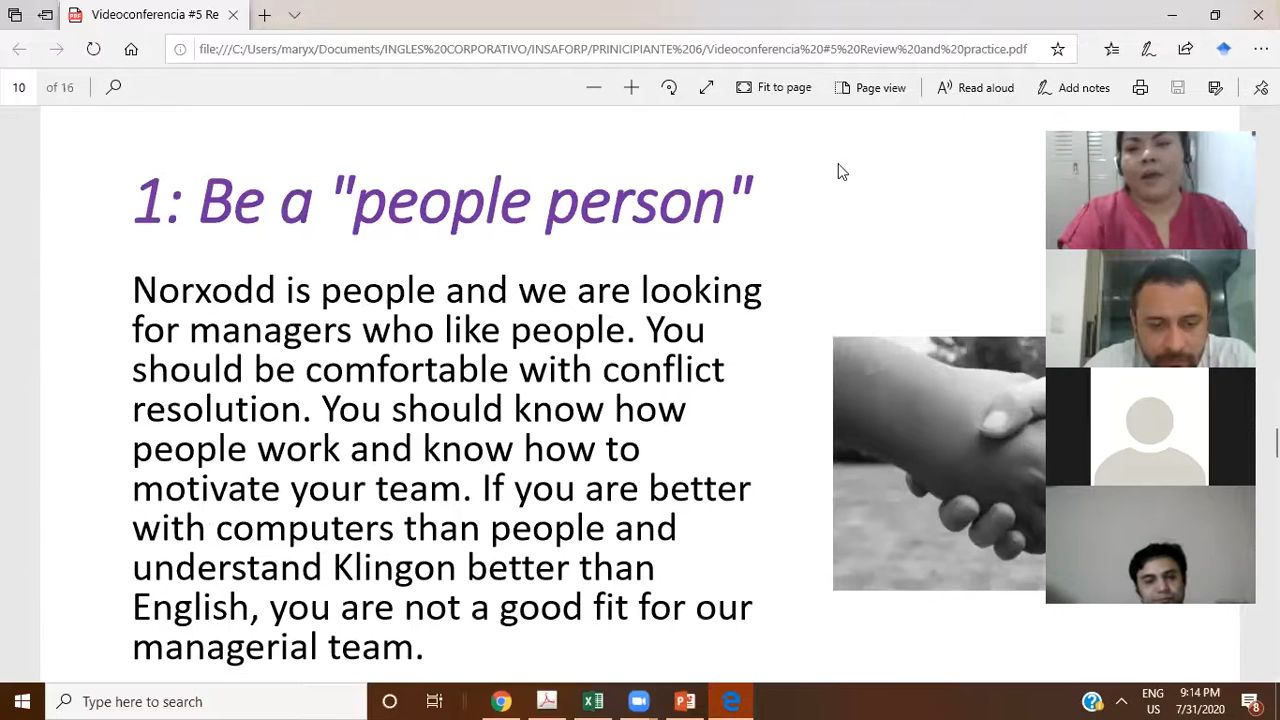 Videoconferencia #5 Re
file:///C:/Users/maryx/Documents/INGLES%20CORPORATIVO/INSAFORP/PRINICIPIANTE%206/Videoconferencia%20#5%20Review%20and%20practice.pdf
10 of 16
Fit to page
Page view
Read aloud
Add notes
1: Be a "people person"
Norxodd is people and we are looking
for managers who like people. You
should be comfortable with conflict
resolution. You should know how
people work and know how to
motivate your team. If you are better
with computers than people and
understand Klingon better than
English, you are not a good fit for our
managerial team.
Type here to search
ENG
US
9:14 PM
7/31/2020
8